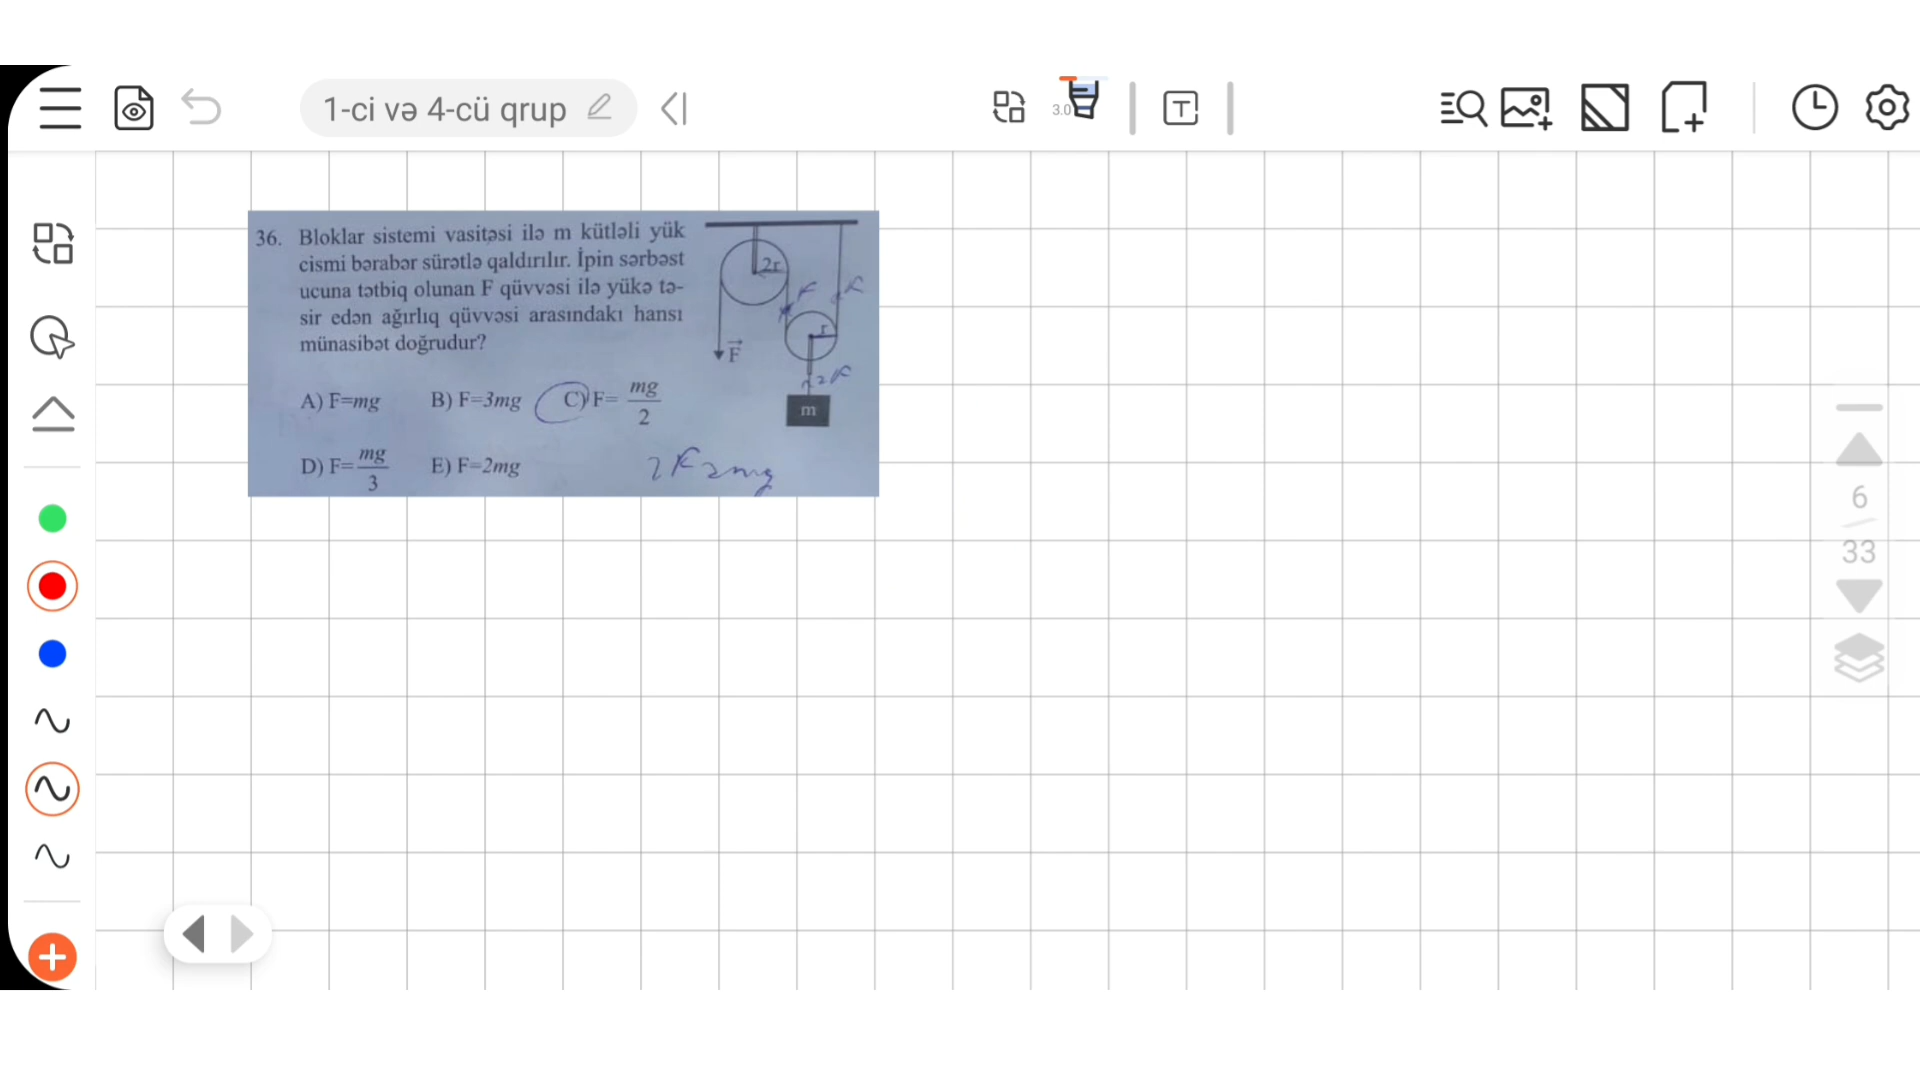 1-ci və 4-cü qrup
3.0
T
36. Bloklar sistemi vasitəsi ilə m kütləli yük
cismi bərabər sürətlə qaldırılır. İpin sərbəst
ucuna tətbiq olunan F qüvvəsi ilə yükə tə-
sir edən ağırlıq qüvvəsi arasındakı hansı
münasibət doğrudur?
2r
F
r
F
m
A) F=mg B) F=3mg C) F= mg/2
D) F= mg/3 E) F=2mg
6
33